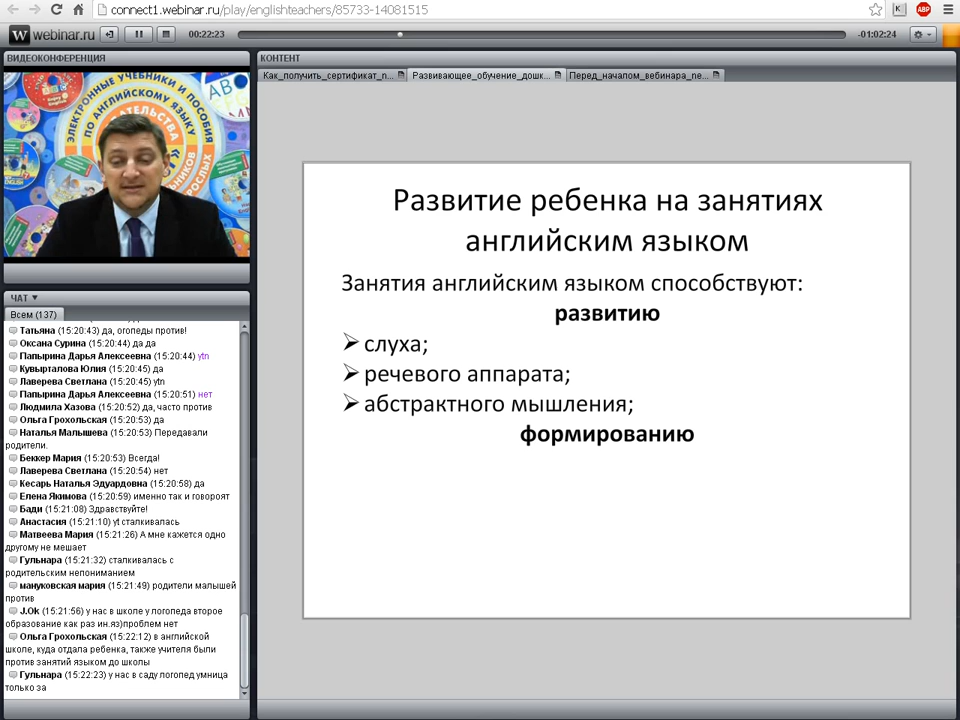 connect1.webinar.ru/play/englishteachers/85733-14081515
webinar.ru
00:22:23
-01:02:24
ВИДЕОКОНФЕРЕНЦИЯ
ЭЛЕКТРОННЫЕ УЧЕБНИКИ И ПОСОБИЯ
ПО АНГЛИЙСКОМУ ЯЗЫКУ
ЧАТ
Всем (137)
Татьяна (15:20:43) да, огопеды против!
Оксана Сурина (15:20:44) да да
Папырина Дарья Алексеевна (15:20:44) ytn
Кувырталова Юлия (15:20:45) да
Лаверева Светлана (15:20:45) ytn
Папырина Дарья Алексеевна (15:20:51) нет
Людмила Хазова (15:20:52) да, часто против
Ольга Грохольская (15:20:53) да
Наталья Малышева (15:20:53) Передавали
родители.
Беккер Мария (15:20:53) Всегда!
Лаверева Светлана (15:20:54) нет
Кесарь Наталья Эдуардовна (15:20:58) да
Елена Якимова (15:20:59) именно так и говорят
Бади (15:21:08) Здравствуйте!
Анастасия (15:21:10) yt сталкивалась
Матвеева Мария (15:21:26) А мне кажется одно
другому не мешает
Гульнара (15:21:32) сталкивалась с
родительским непониманием
мануковская мария (15:21:49) родители малышей
против
J.Ok (15:21:56) у нас в школе у логопеда второе
образование как раз ин.яз)проблем нет
Ольга Грохольская (15:22:12) в английской
школе, куда отдала ребенка, также учителя были
против занятий языком до школы
Гульнара (15:22:23) у нас в саду логопед умница
только за
КОНТЕНТ
Как_получить_сертификат_п...
Развивающее_обучение_дошк...
Перед_началом_вебинара_пе...
Развитие ребенка на занятиях
английским языком
Занятия английским языком способствуют:
развитию
слуха;
речевого аппарата;
абстрактного мышления;
формированию